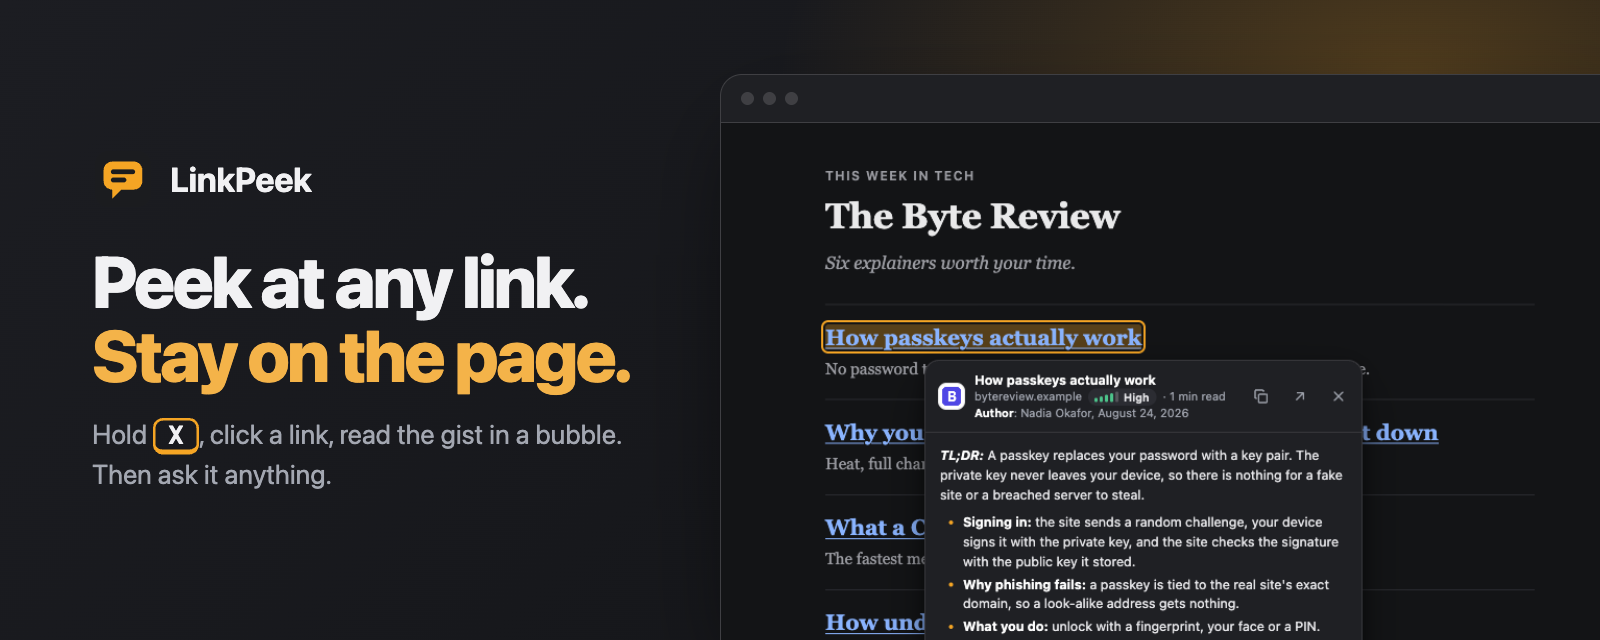 LinkPeek
Peek at any link.
Stay on the page.
Hold X, click a link, read the gist in a bubble.
Then ask it anything.
THIS WEEK IN TECH
The Byte Review
Six explainers worth your time.
How passkeys actually work
No password
How passkeys actually work
bytereview.example High · 1 min read
Author: Nadia Okafor, August 24, 2026
B
TL;DR: A passkey replaces your password with a key pair. The
private key never leaves your device, so there is nothing for a fake
site or a breached server to steal.
• Signing in: the site sends a random challenge, your device
signs it with the private key, and the site checks the signature
with the public key it stored.
• Why phishing fails: a passkey is tied to the real site's exact
domain, so a look-alike address gets nothing.
• What you do: unlock with a fingerprint, your face or a PIN.
Why you
t down
Heat, full
What a C
The fastest
How und